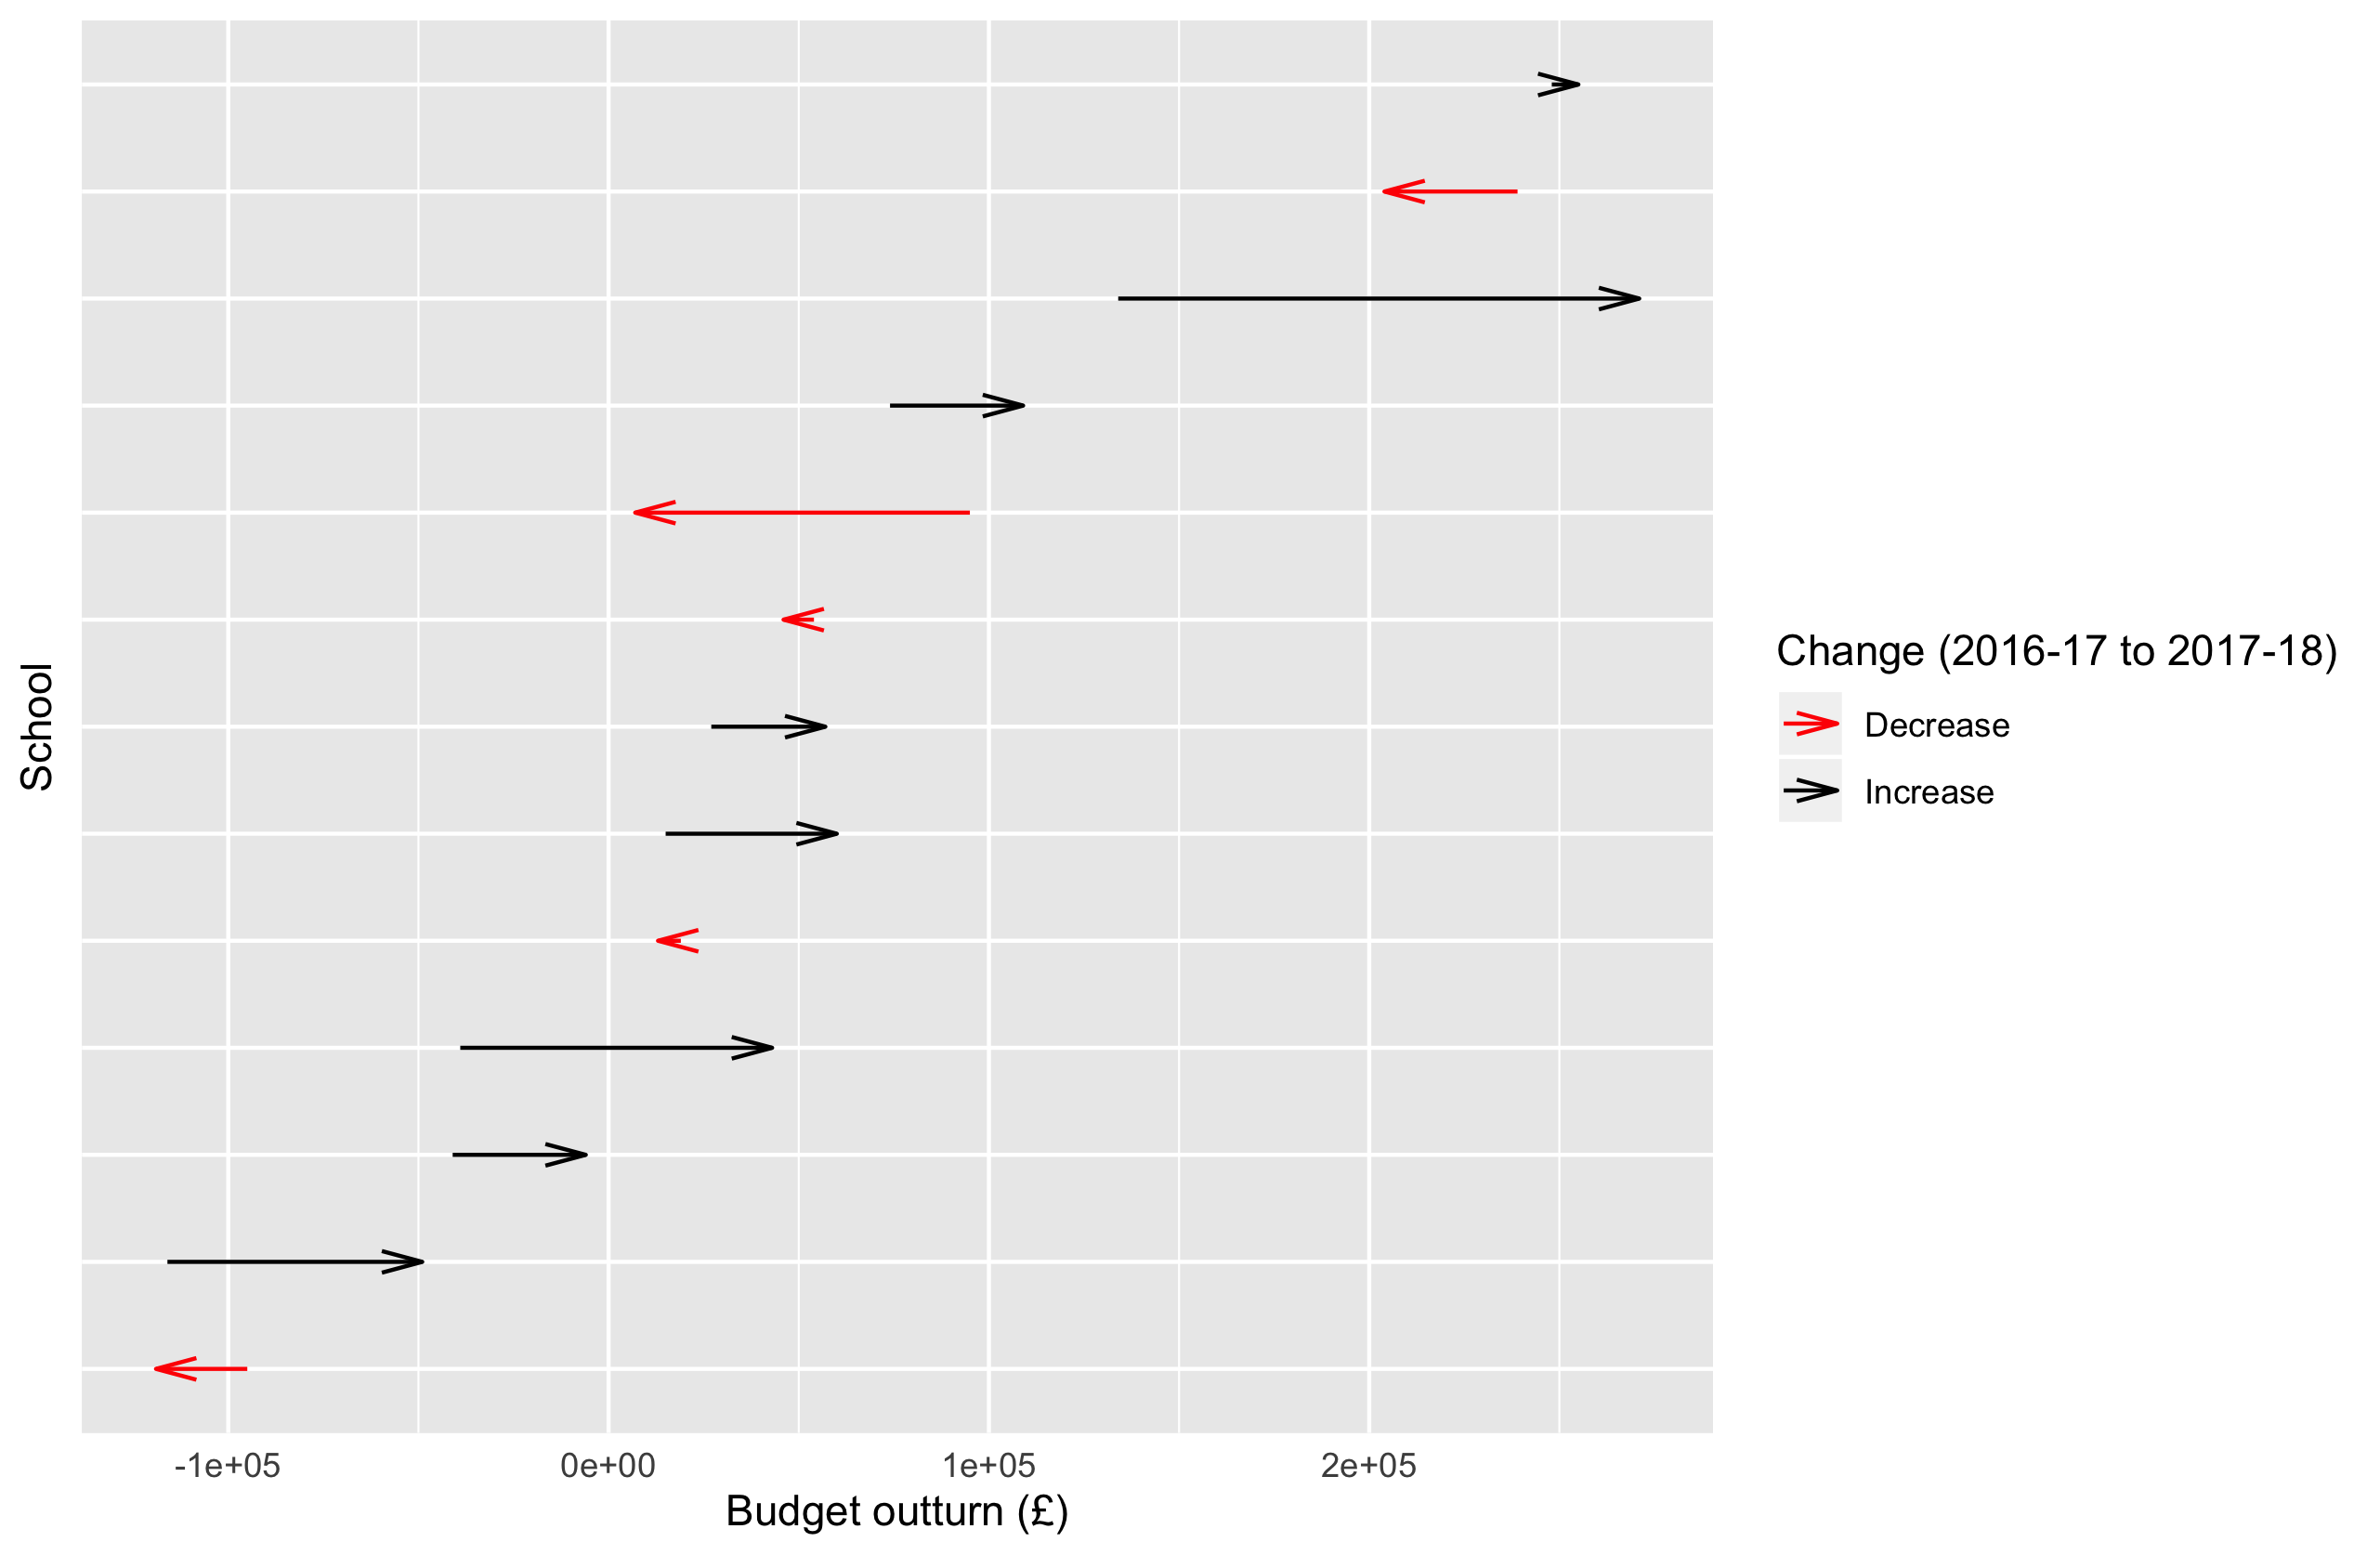 School
-1e+05 0e+00 1e+05 2e+05
Budget outturn (£)
Change (2016-17 to 2017-18)
Decrease
Increase